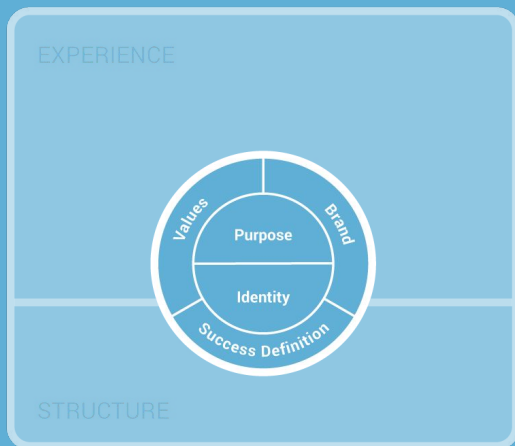 EXPERIENCE
Values
Brand
Purpose
Identity
Success Definition
STRUCTURE